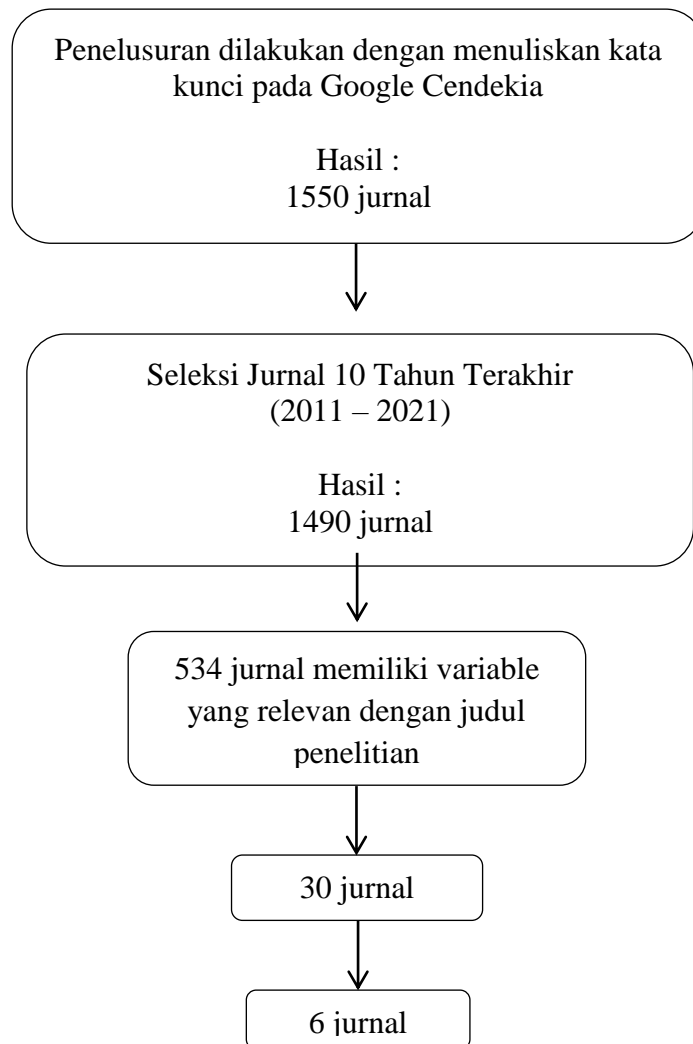 Penelusuran dilakukan dengan menuliskan kata
kunci pada Google Cendekia
Hasil :
1550 jurnal
Seleksi Jurnal 10 Tahun Terakhir
(2011 – 2021)
Hasil :
1490 jurnal
534 jurnal memiliki variable
yang relevan dengan judul
penelitian
30 jurnal
6 jurnal